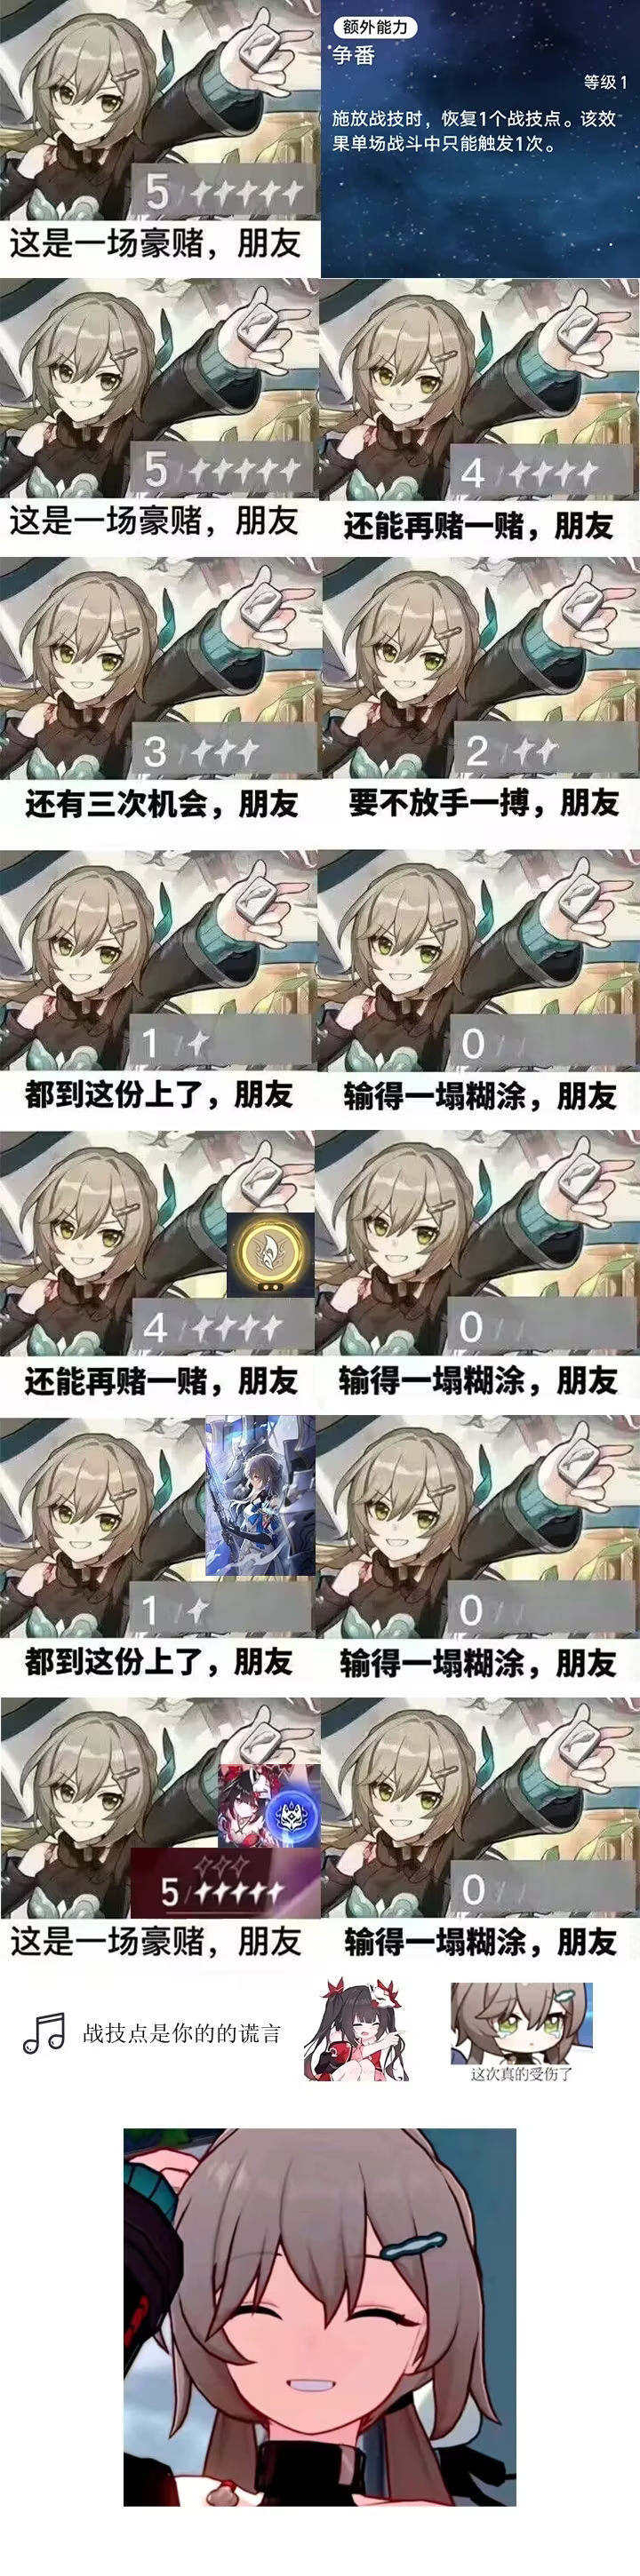 5
这是一场豪赌，朋友
额外能力
争番
等级1
施放战技时，恢复1个战技点。该效
果单场战斗中只能触发1次。
5
这是一场豪赌，朋友
4
还能再赌一赌，朋友
3
还有三次机会，朋友
2
要不放手一搏，朋友
1
都到这份上了，朋友
0
输得一塌糊涂，朋友
4
还能再赌一赌，朋友
0
输得一塌糊涂，朋友
1
都到这份上了，朋友
0
输得一塌糊涂，朋友
5
这是一场豪赌，朋友
0
输得一塌糊涂，朋友
战技点是你的的谎言
这次真的受伤了